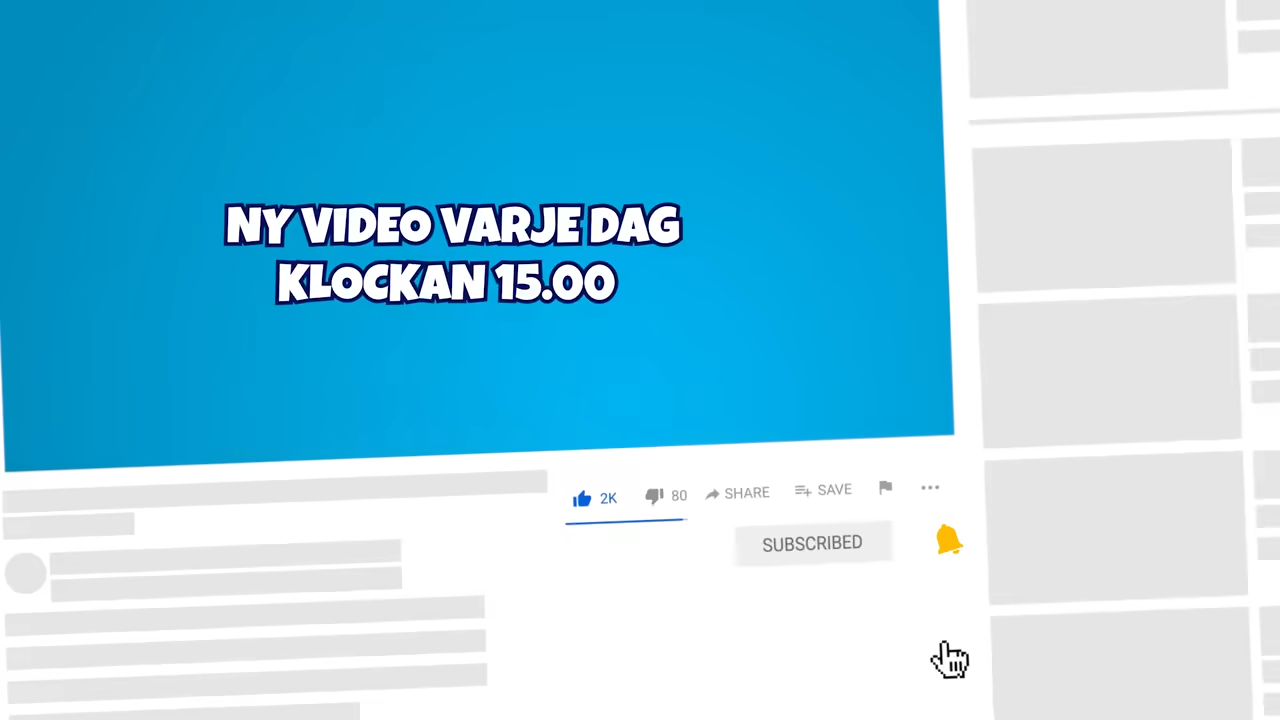 NY VIDEO VARJE DAG
KLOCKAN 15.00
2K 80 SHARE SAVE
SUBSCRIBED